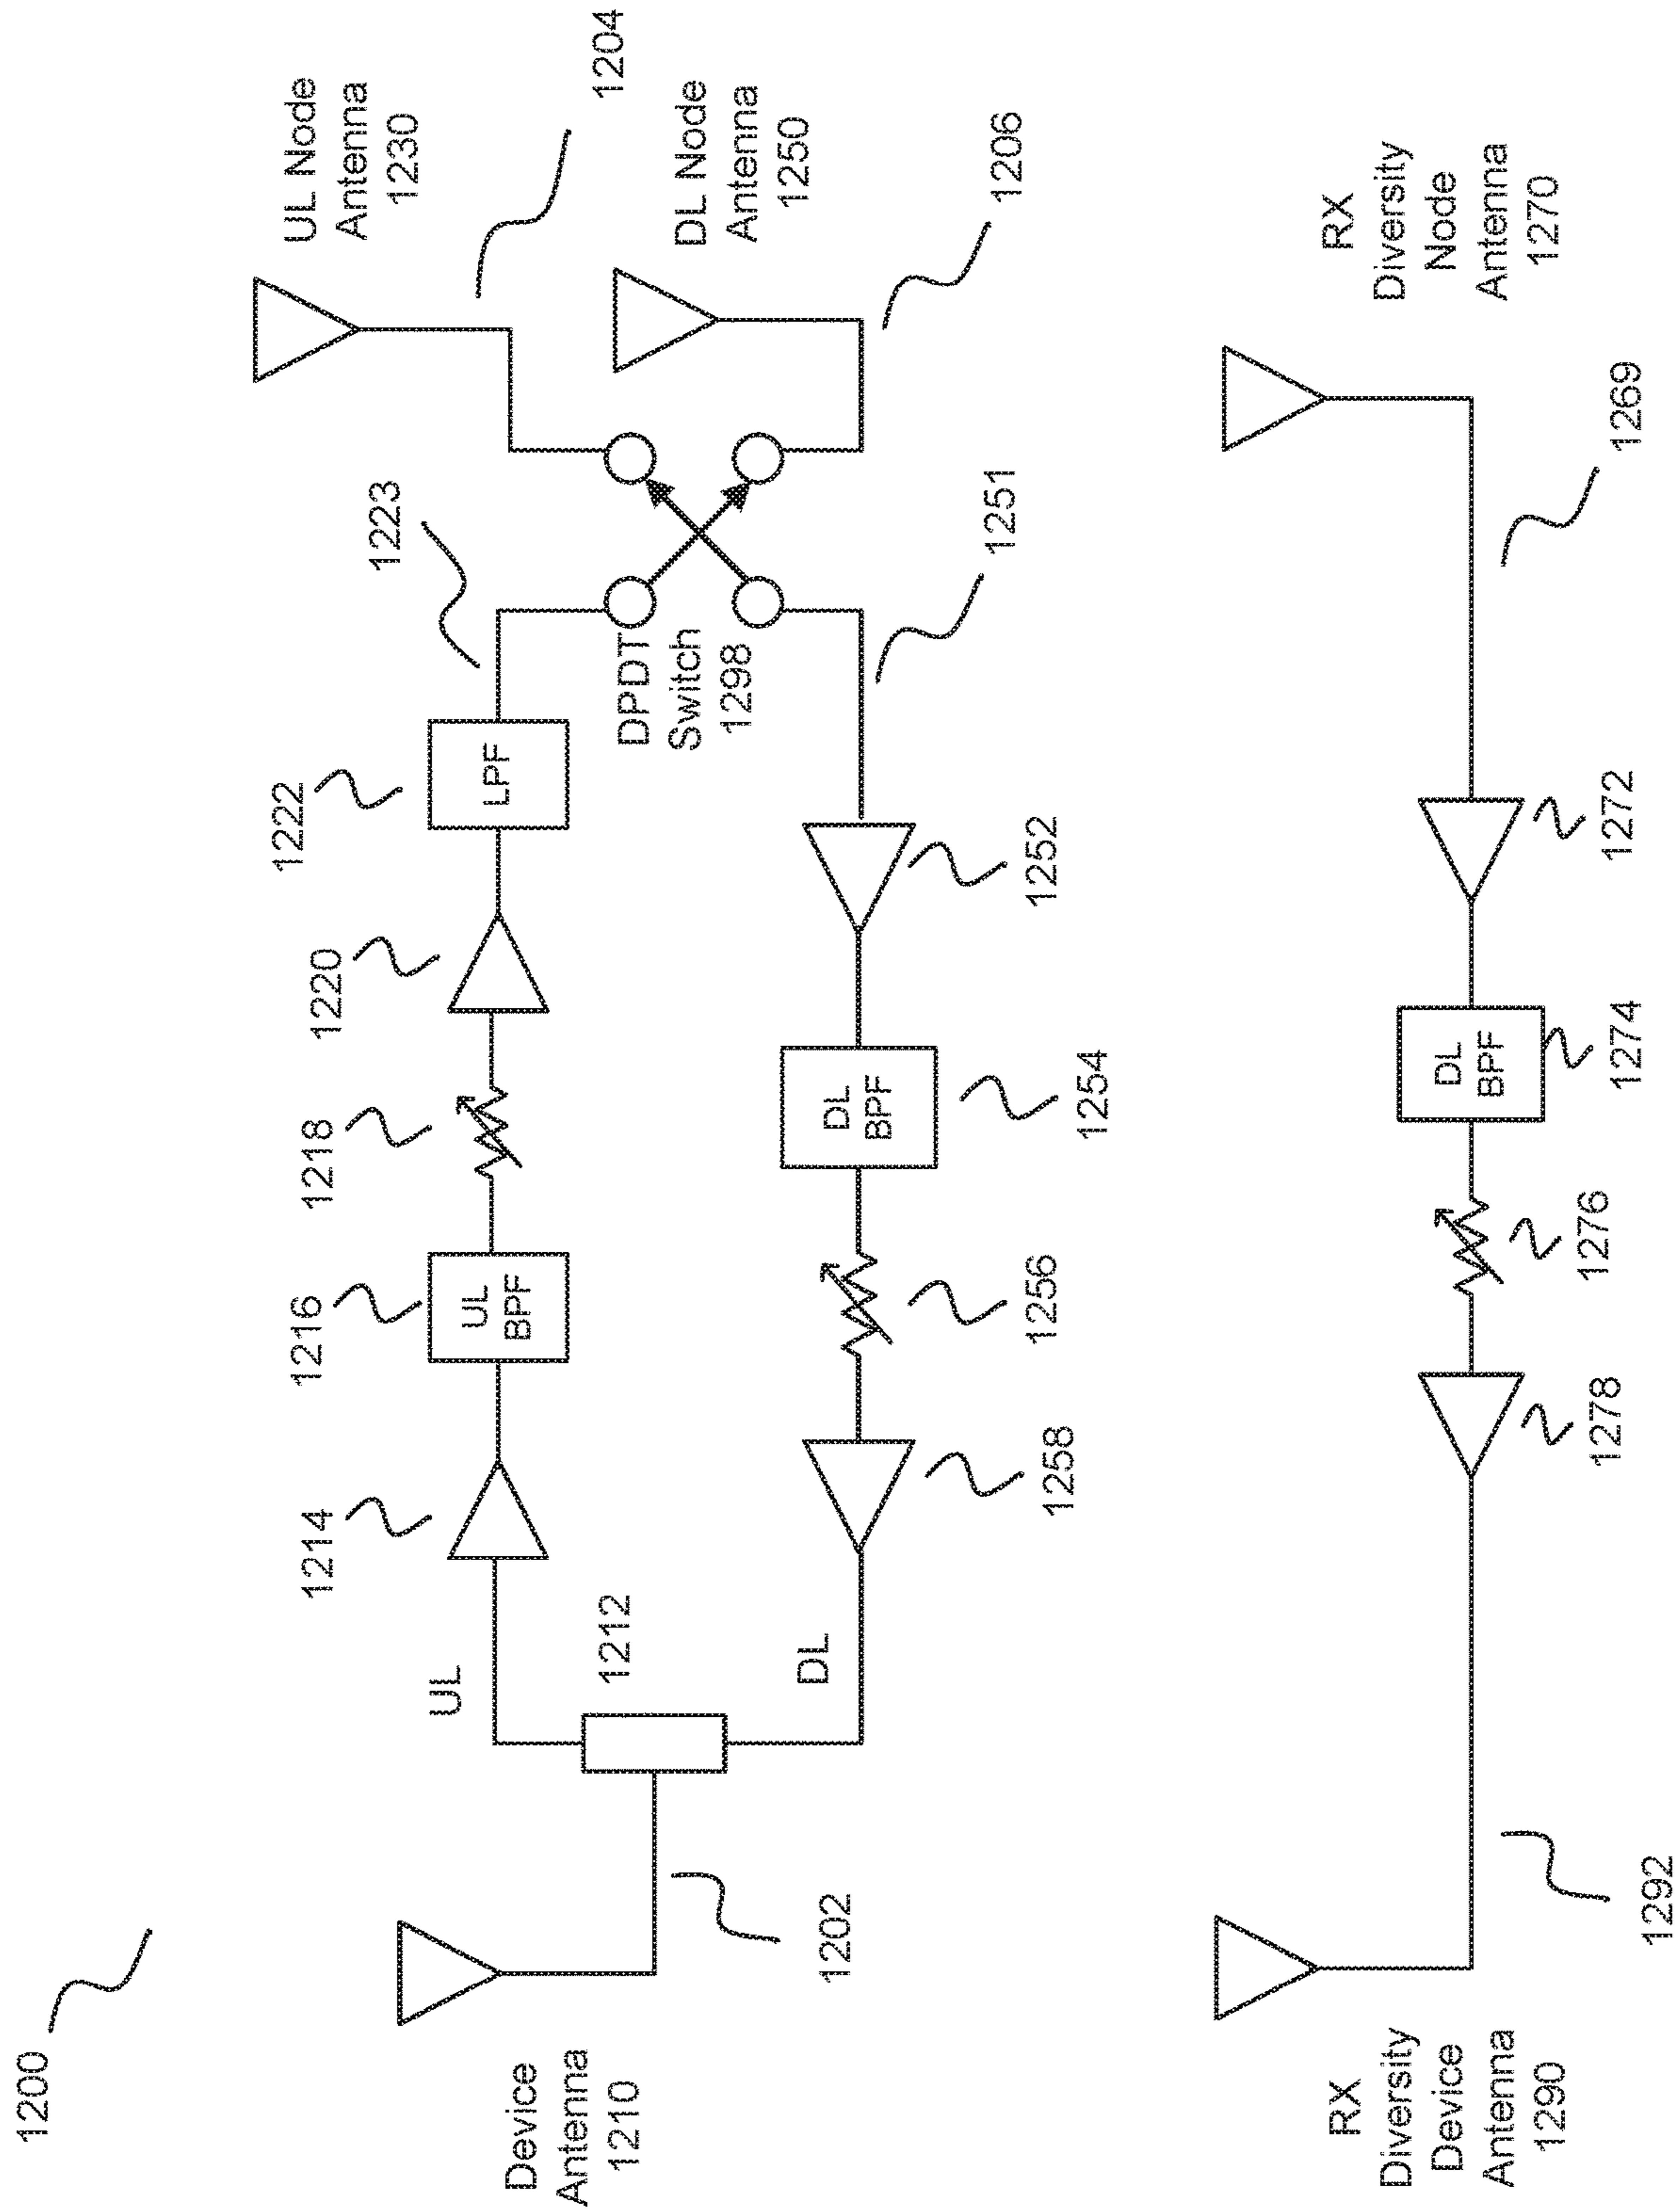 1200
Device
Antenna
1210
1202
UL
1212
DL
1214
1216
UL
BPF
1218
1220
1222
LPF
1223
DPDT
Switch
1298
UL Node
Antenna
1230
1204
DL Node
Antenna
1250
1206
1251
1252
DL
BPF
1254
1256
1258
RX
Diversity
Device
Antenna
1290
1292
1278
1276
DL
BPF
1274
1272
1269
RX
Diversity
Node
Antenna
1270